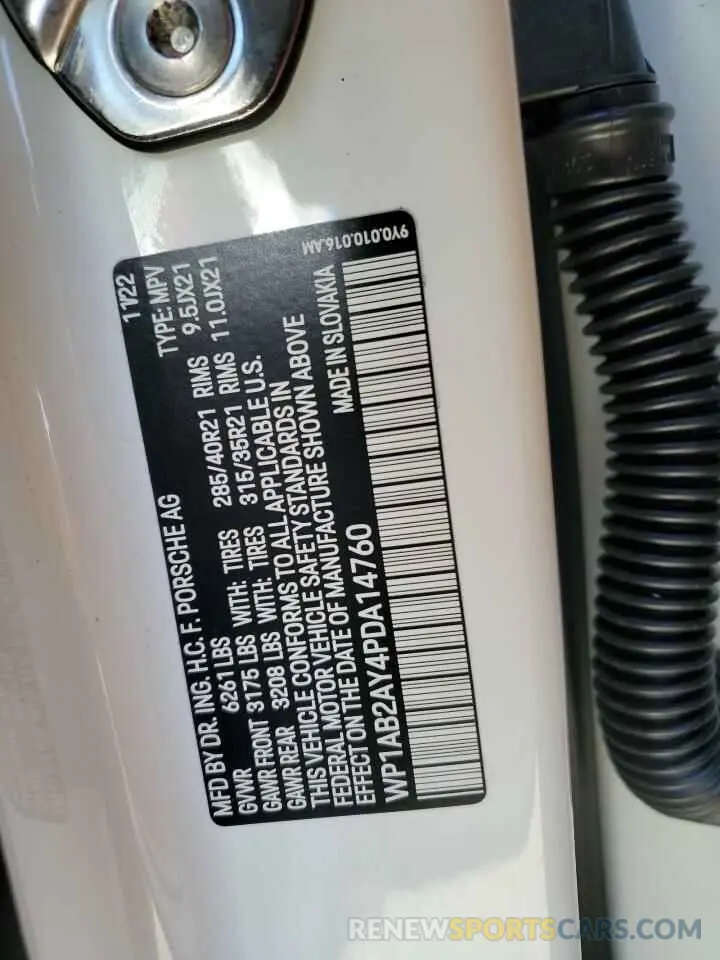 MFD BY DR. ING. H.C. F. PORSCHE AG 11/22
GVWR 6261 LBS TYPE: MPV
GAWR FRONT 3175 LBS WITH: TIRES 285/40R21 RIMS 9.5JX21
GAWR REAR 3208 LBS WITH: TIRES 315/35R21 RIMS 11.0JX21
THIS VEHICLE CONFORMS TO ALL APPLICABLE U.S.
FEDERAL MOTOR VEHICLE SAFETY STANDARDS IN
EFFECT ON THE DATE OF MANUFACTURE SHOWN ABOVE
WP1AB2AY4PDA14760 MADE IN SLOVAKIA
9Y0.010.016.AM
RENEWSPORTSCARS.COM